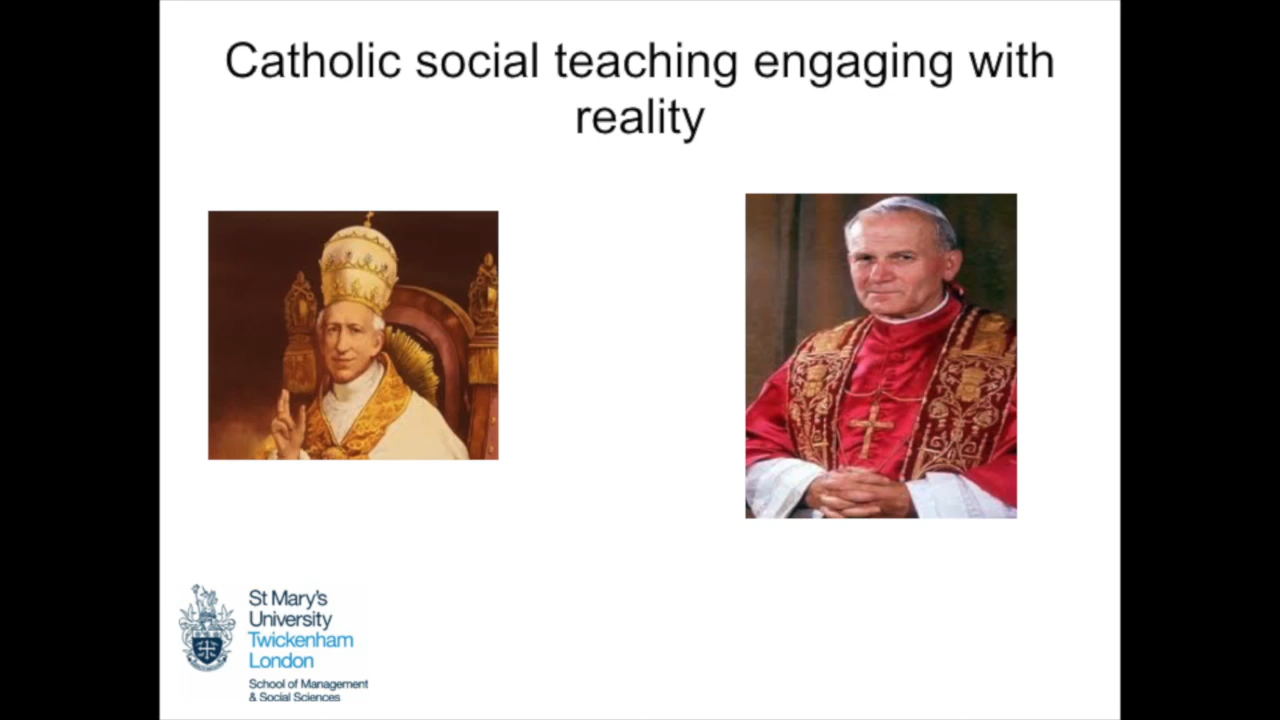 Catholic social teaching engaging with
reality
St Mary's
University
Twickenham
London
School of Management
& Social Sciences